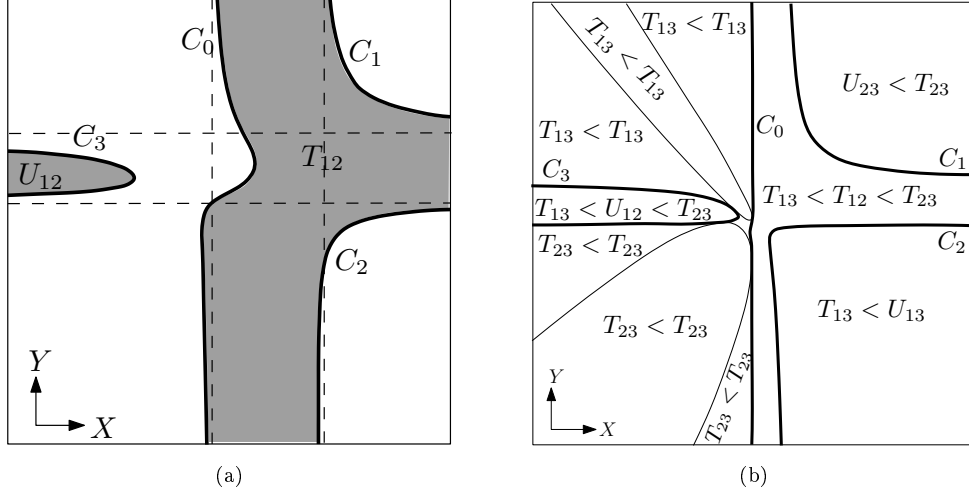 C₀
C₁
C₃
T₁₂
U₁₂
C₂
Y
X
(a)
T₁₃ < T₁₃
T₁₃ < T₁₃
U₂₃ < T₂₃
C₀
T₁₃ < T₁₃
C₁
C₃
T₁₃ < T₁₂ < T₂₃
T₁₃ < U₁₂ < T₂₃
T₂₃ < T₂₃
C₂
T₁₃ < U₁₃
T₂₃ < T₂₃
T₂₃ < T₂₃
Y
X
(b)